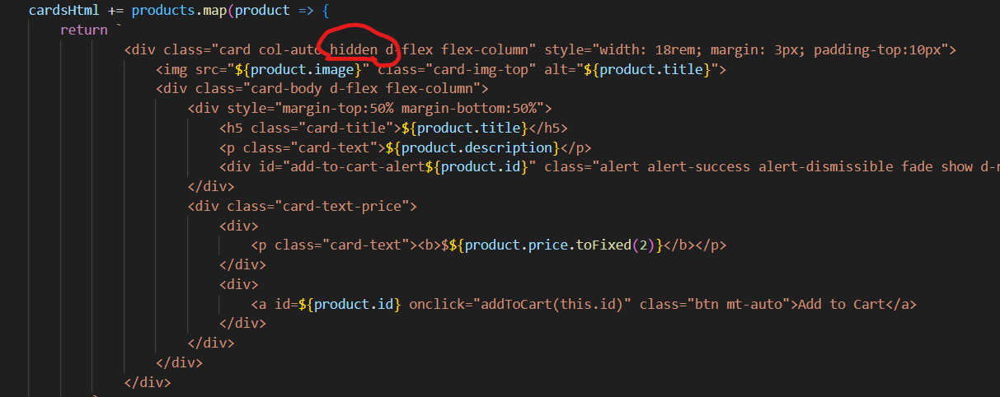 cardsHtml += products.map(product => {
return `
<div class="card col-auto hidden d-flex flex-column" style="width: 18rem; margin: 3px; padding-top:10px">
<img src="${product.image}" class="card-img-top" alt="${product.title}">
<div class="card-body d-flex flex-column">
<div style="margin-top:50% margin-bottom:50%">
<h5 class="card-title">${product.title}</h5>
<p class="card-text">${product.description}</p>
<div id="add-to-cart-alert${product.id}" class="alert alert-success alert-dismissible fade show
</div>
<div class="card-text-price">
<div>
<p class="card-text"><b>$${product.price.toFixed(2)}</b></p>
</div>
<div>
<a id=${product.id} onclick="addToCart(this.id)" class="btn mt-auto">Add to Cart</a>
</div>
</div>
</div>
</div>